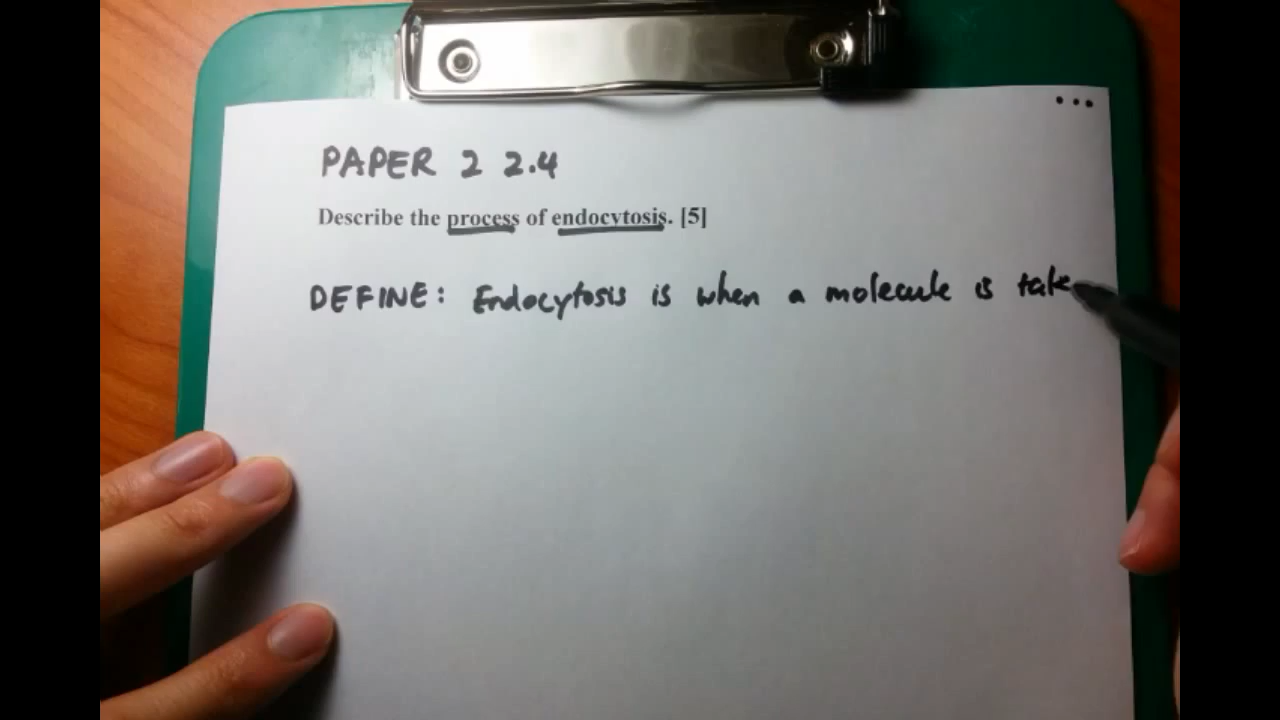 PAPER 2 2.4
Describe the process of endocytosis. [5]
DEFINE: Endocytosis is when a molecule is take